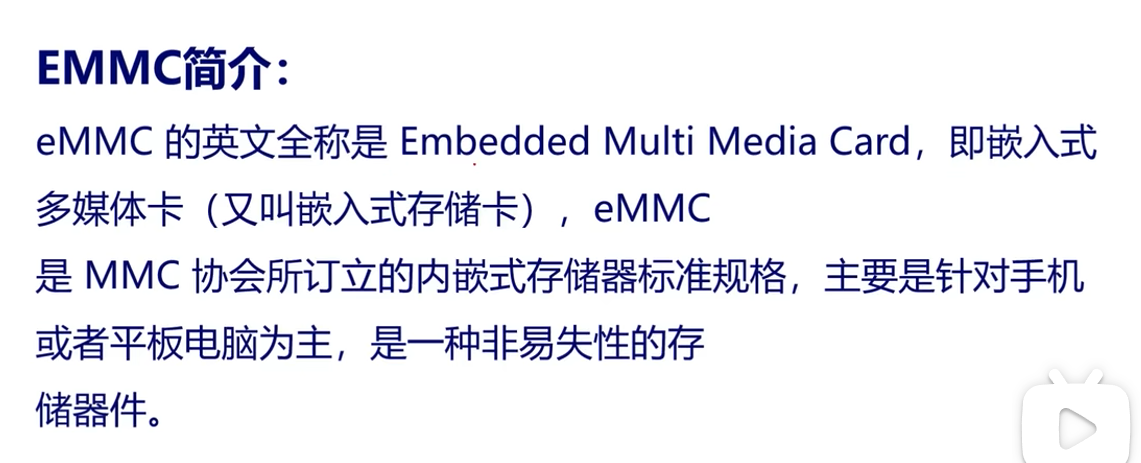 EMMC简介：
eMMC 的英文全称是 Embedded Multi Media Card，即嵌入式
多媒体卡（又叫嵌入式存储卡），eMMC
是 MMC 协会所订立的内嵌式存储器标准规格，主要是针对手机
或者平板电脑为主，是一种非易失性的存
储器件。